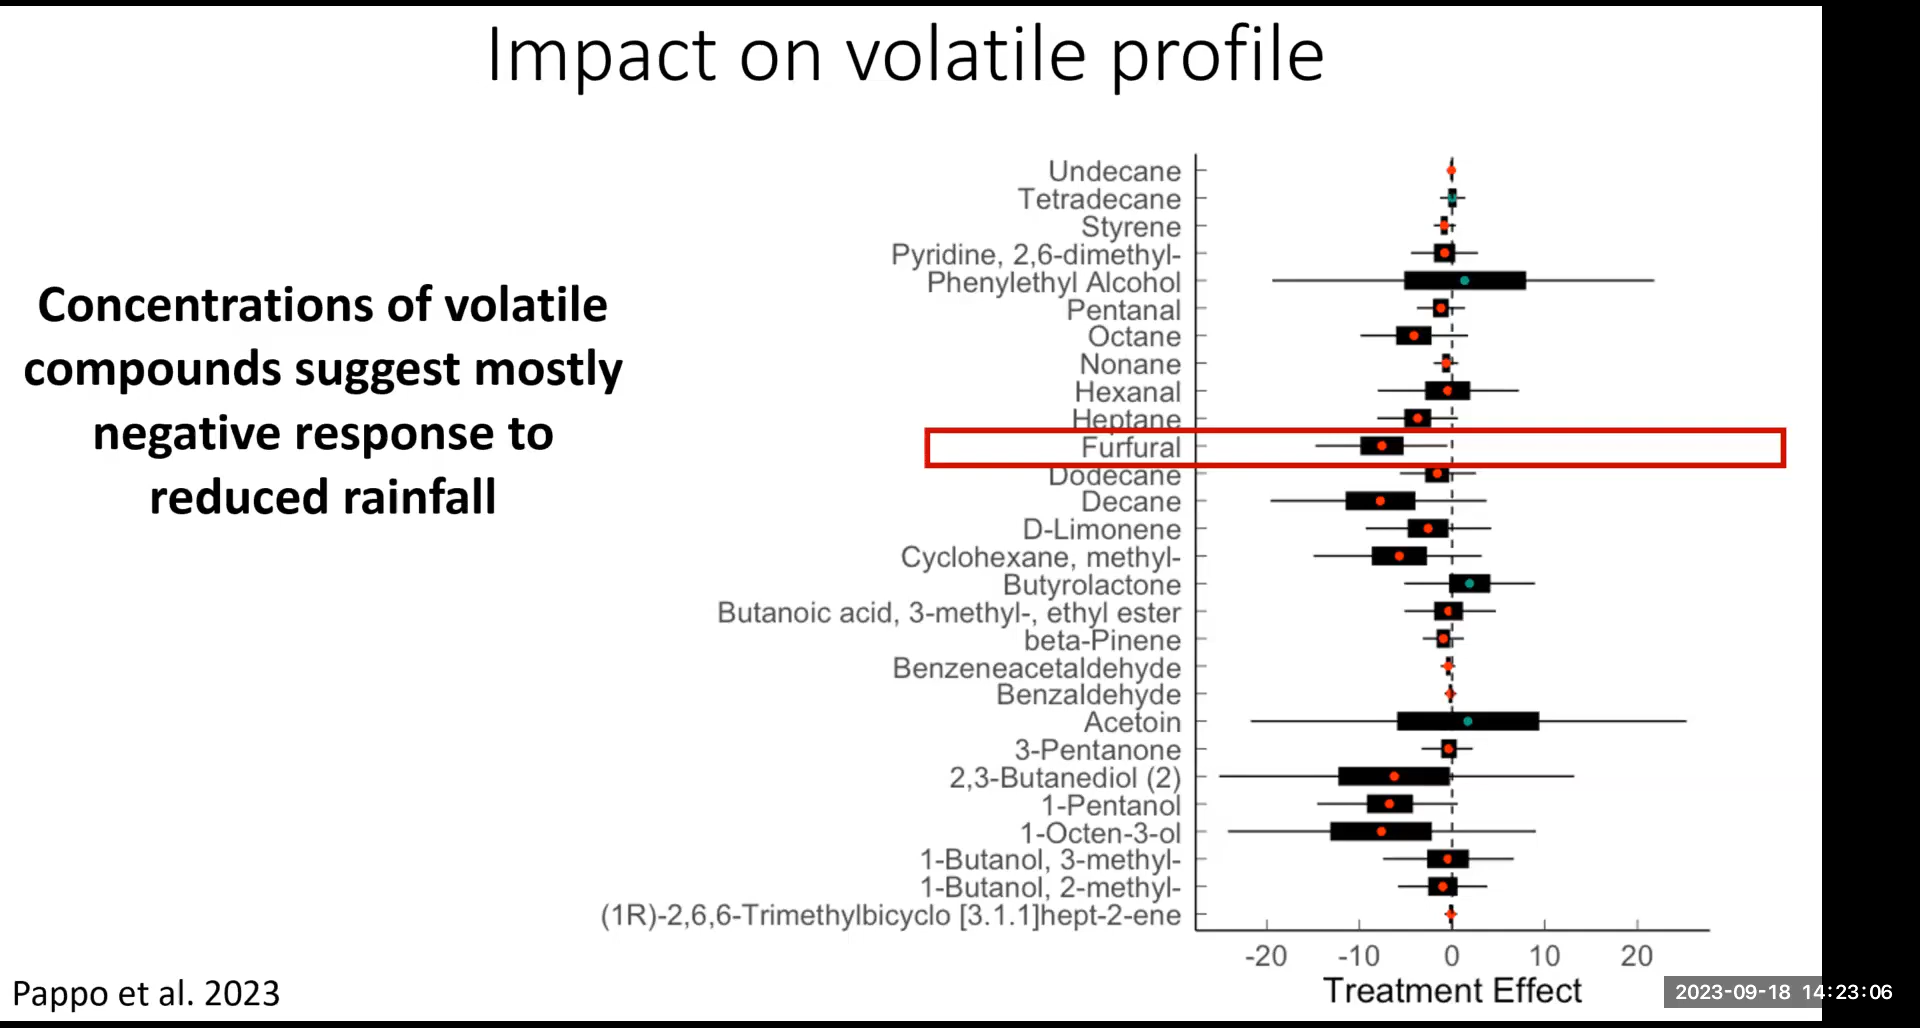 Impact on volatile profile
Concentrations of volatile
compounds suggest mostly
negative response to
reduced rainfall
Undecane
Tetradecane
Styrene
Pyridine, 2,6-dimethyl-
Phenylethyl Alcohol
Pentanal
Octane
Nonane
Hexanal
Heptane
Furfural
Dodecane
Decane
D-Limonene
Cyclohexane, methyl-
Butyrolactone
Butanoic acid, 3-methyl-, ethyl ester
beta-Pinene
Benzeneacetaldehyde
Benzaldehyde
Acetoin
3-Pentanone
2,3-Butanediol (2)
1-Pentanol
1-Octen-3-ol
1-Butanol, 3-methyl-
1-Butanol, 2-methyl-
(1R)-2,6,6-Trimethylbicyclo [3.1.1]hept-2-ene
-20 -10 0 10 20
Treatment Effect
Pappo et al. 2023
2023-09-18 14:23:06